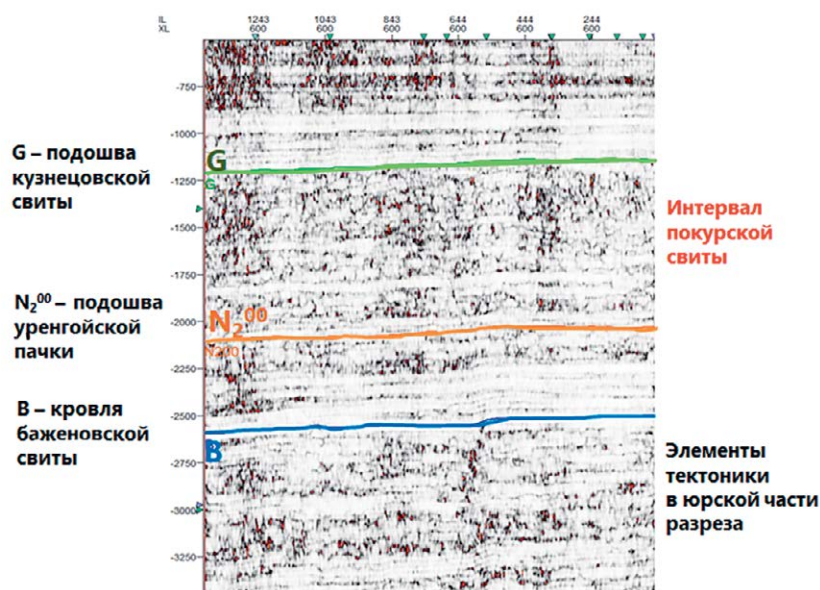 IL 1243 1043 843 644 444 244
XL 600 600 600 600 600 600
-750
-1000
G – подошва
кузнецовской
свиты
G
G
-1250
-1500
Интервал
покурской
свиты
-1750
N₂⁰⁰ – подошва
уренгойской
пачки
-2000
N₂⁰⁰
N200
-2250
В – кровля
баженовской
свиты
-2500
B
-2750
Элементы
тектоники
в юрской части
разреза
-3000
-3250